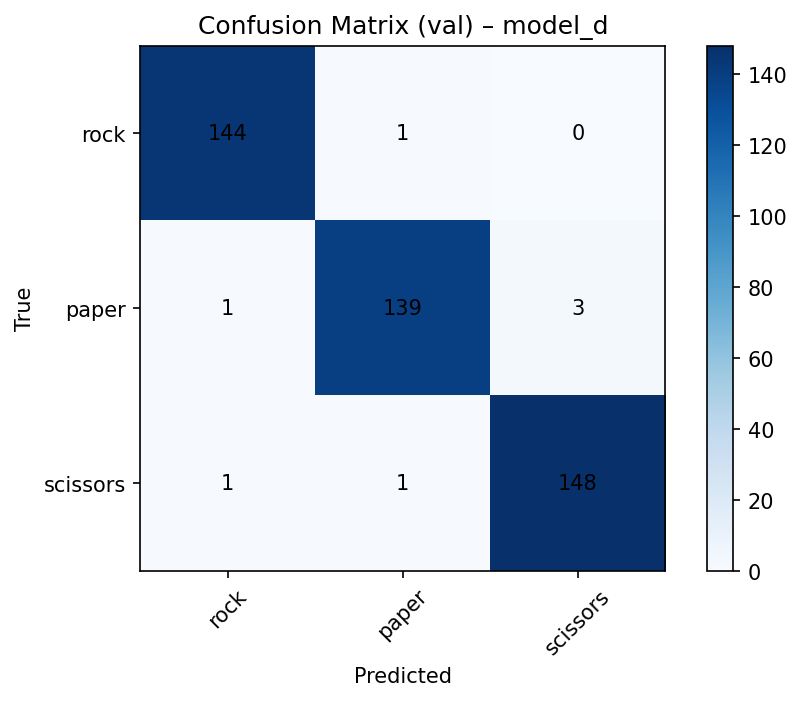 Confusion Matrix (val) – model_d
rock 144 1 0
paper 1 139 3
scissors 1 1 148
rock paper scissors
Predicted
True
140
120
100
80
60
40
20
0